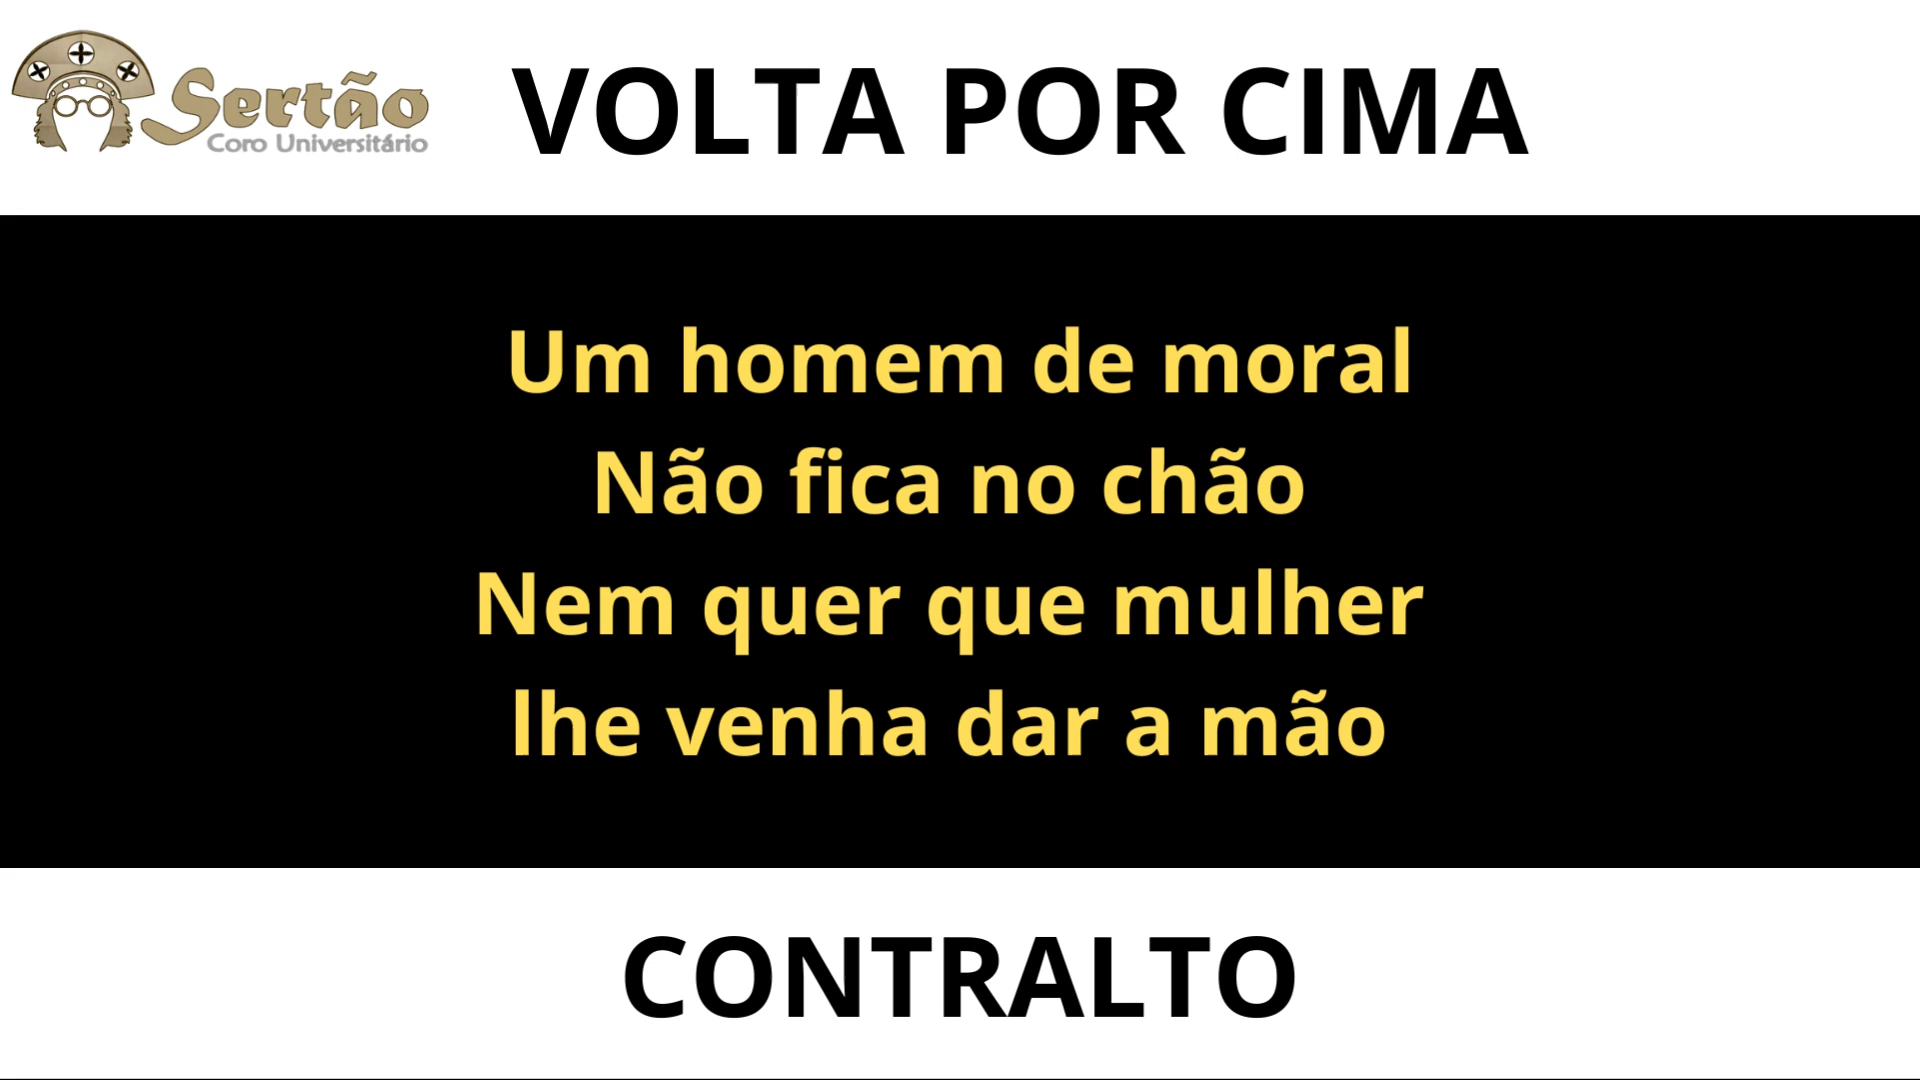 Sertão
Coro Universitário
VOLTA POR CIMA
Um homem de moral
Não fica no chão
Nem quer que mulher
lhe venha dar a mão
CONTRALTO